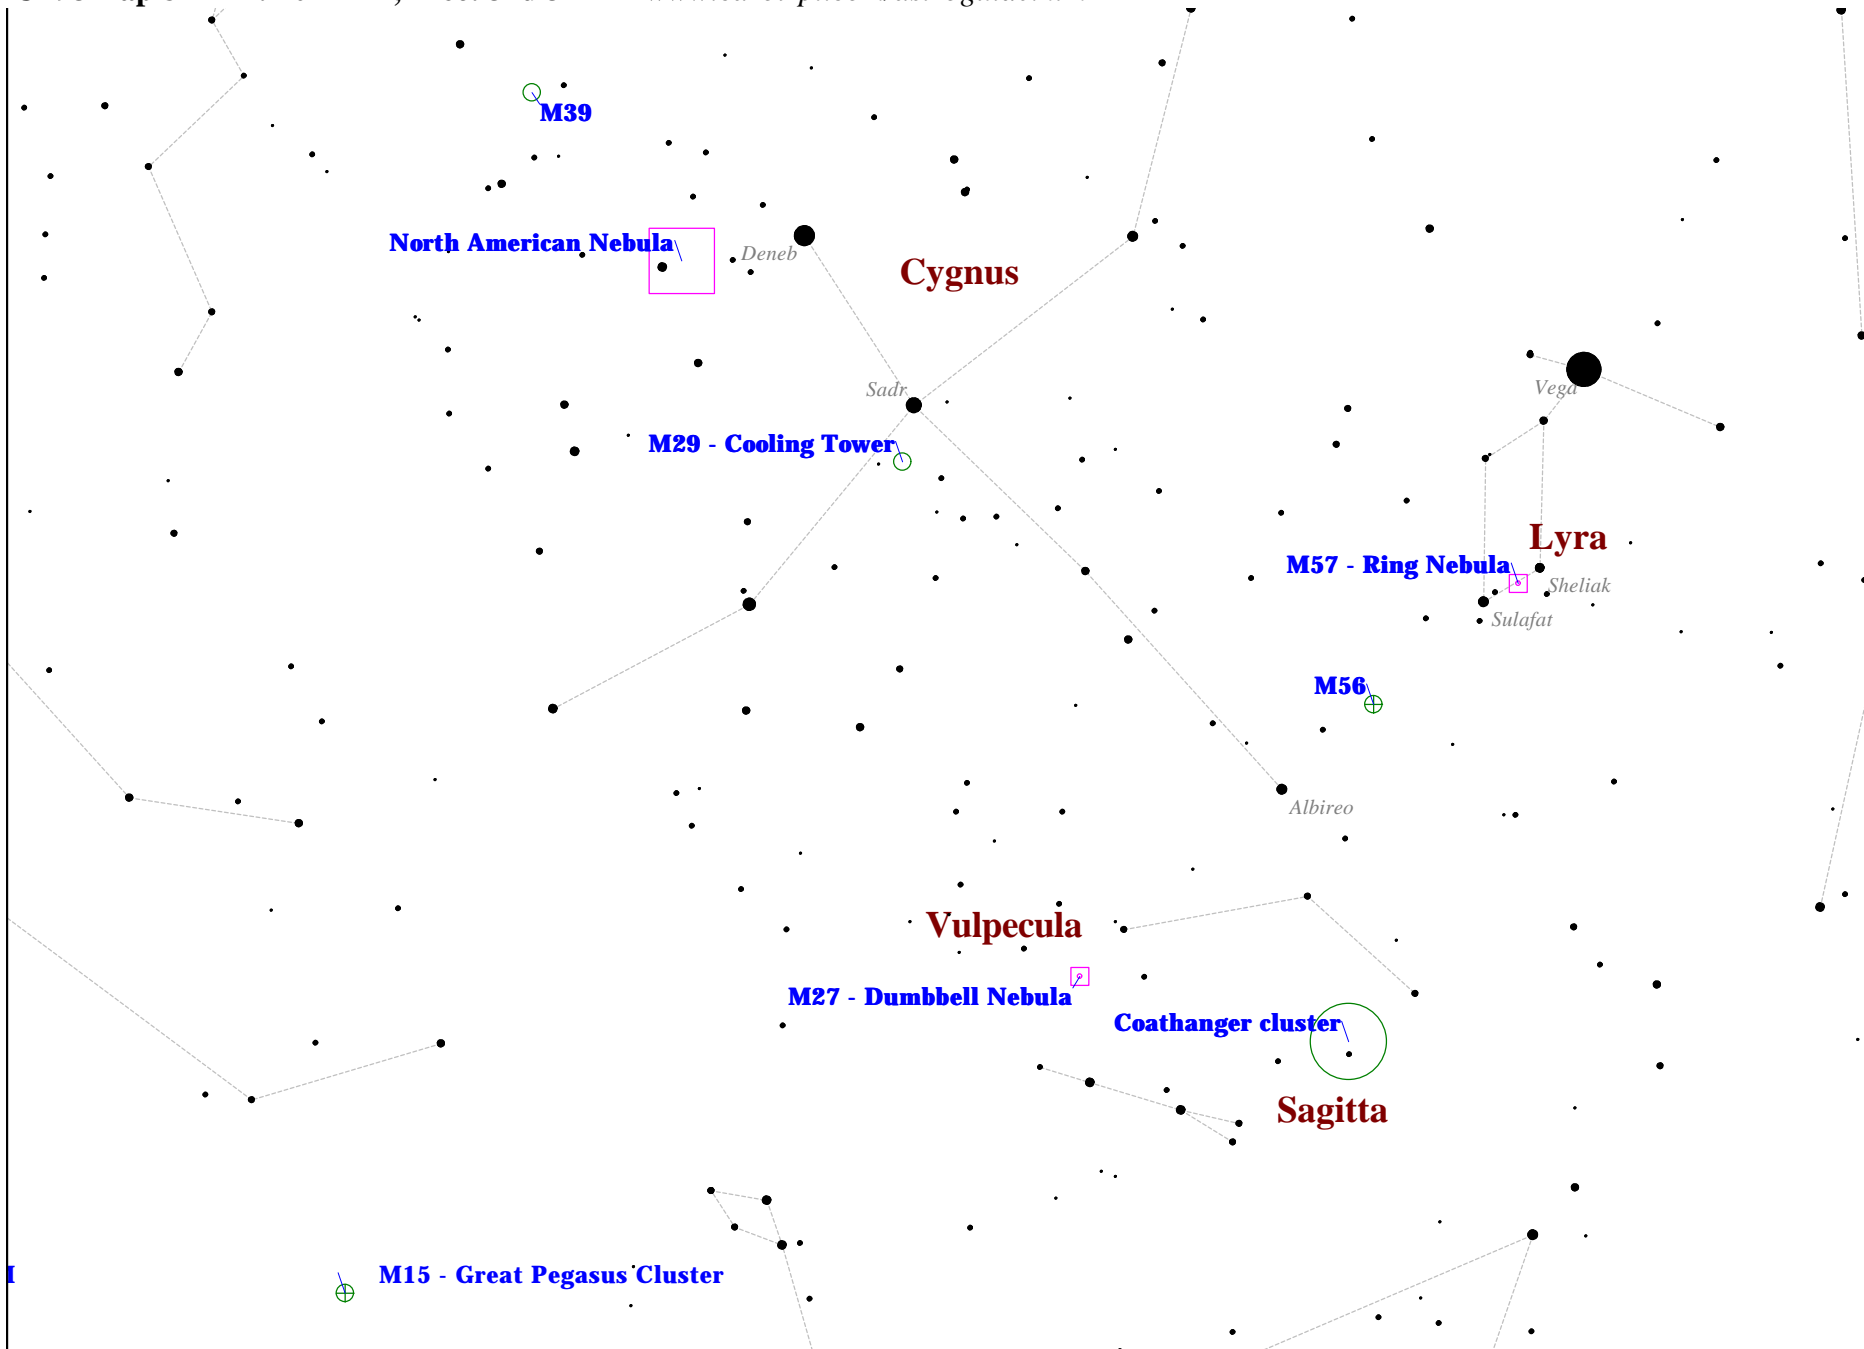 M39
North American Nebula
Deneb
Cygnus
Sadr
Vega
M29 - Cooling Tower
Lyra
M57 - Ring Nebula
Sheliak
Sulafat
M56
Albireo
Vulpecula
M27 - Dumbbell Nebula
Coathanger cluster
Sagitta
M15 - Great Pegasus Cluster